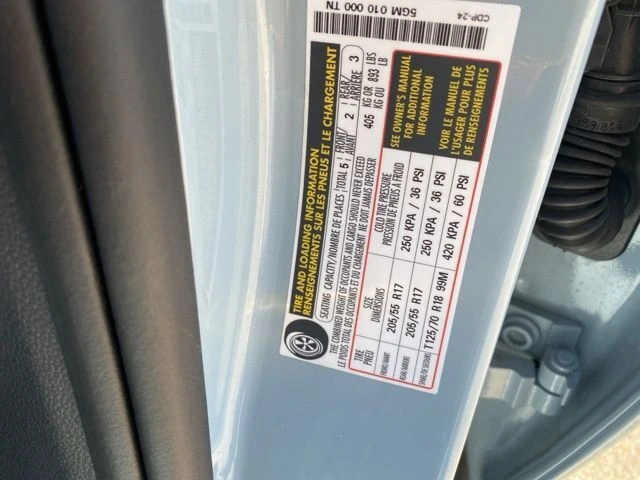 5GM 010 000 TN
CDP-24
TIRE AND LOADING INFORMATION
RENSEIGNEMENTS SUR LES PNEUS ET LE CHARGEMENT
SEATING CAPACITY/NOMBRE DE PLACES TOTAL 5 FRONT/AVANT 2 REAR/ARRIÈRE 3
THE COMBINED WEIGHT OF OCCUPANTS AND CARGO SHOULD NEVER EXCEED
LE POIDS TOTAL DES OCCUPANTS ET DU CHARGEMENT NE DOIT JAMAIS DEPASSER
405 KG OR 893 LBS
KG OU LB
TIRE SIZE COLD TIRE PRESSURE
PNEU DIMENSIONS PRESSION DE PNEUS À FROID
FRONT/AVANT 205/55 R17 250 KPA / 36 PSI
REAR/ARRIERE 205/55 R17 250 KPA / 36 PSI
SPARE/DE SECOURS T125/70 R18 99M 420 KPA / 60 PSI
SEE OWNER'S MANUAL
FOR ADDITIONAL
INFORMATION
VOIR LE MANUEL DE
L'USAGER POUR PLUS
DE RENSEIGNEMENTS